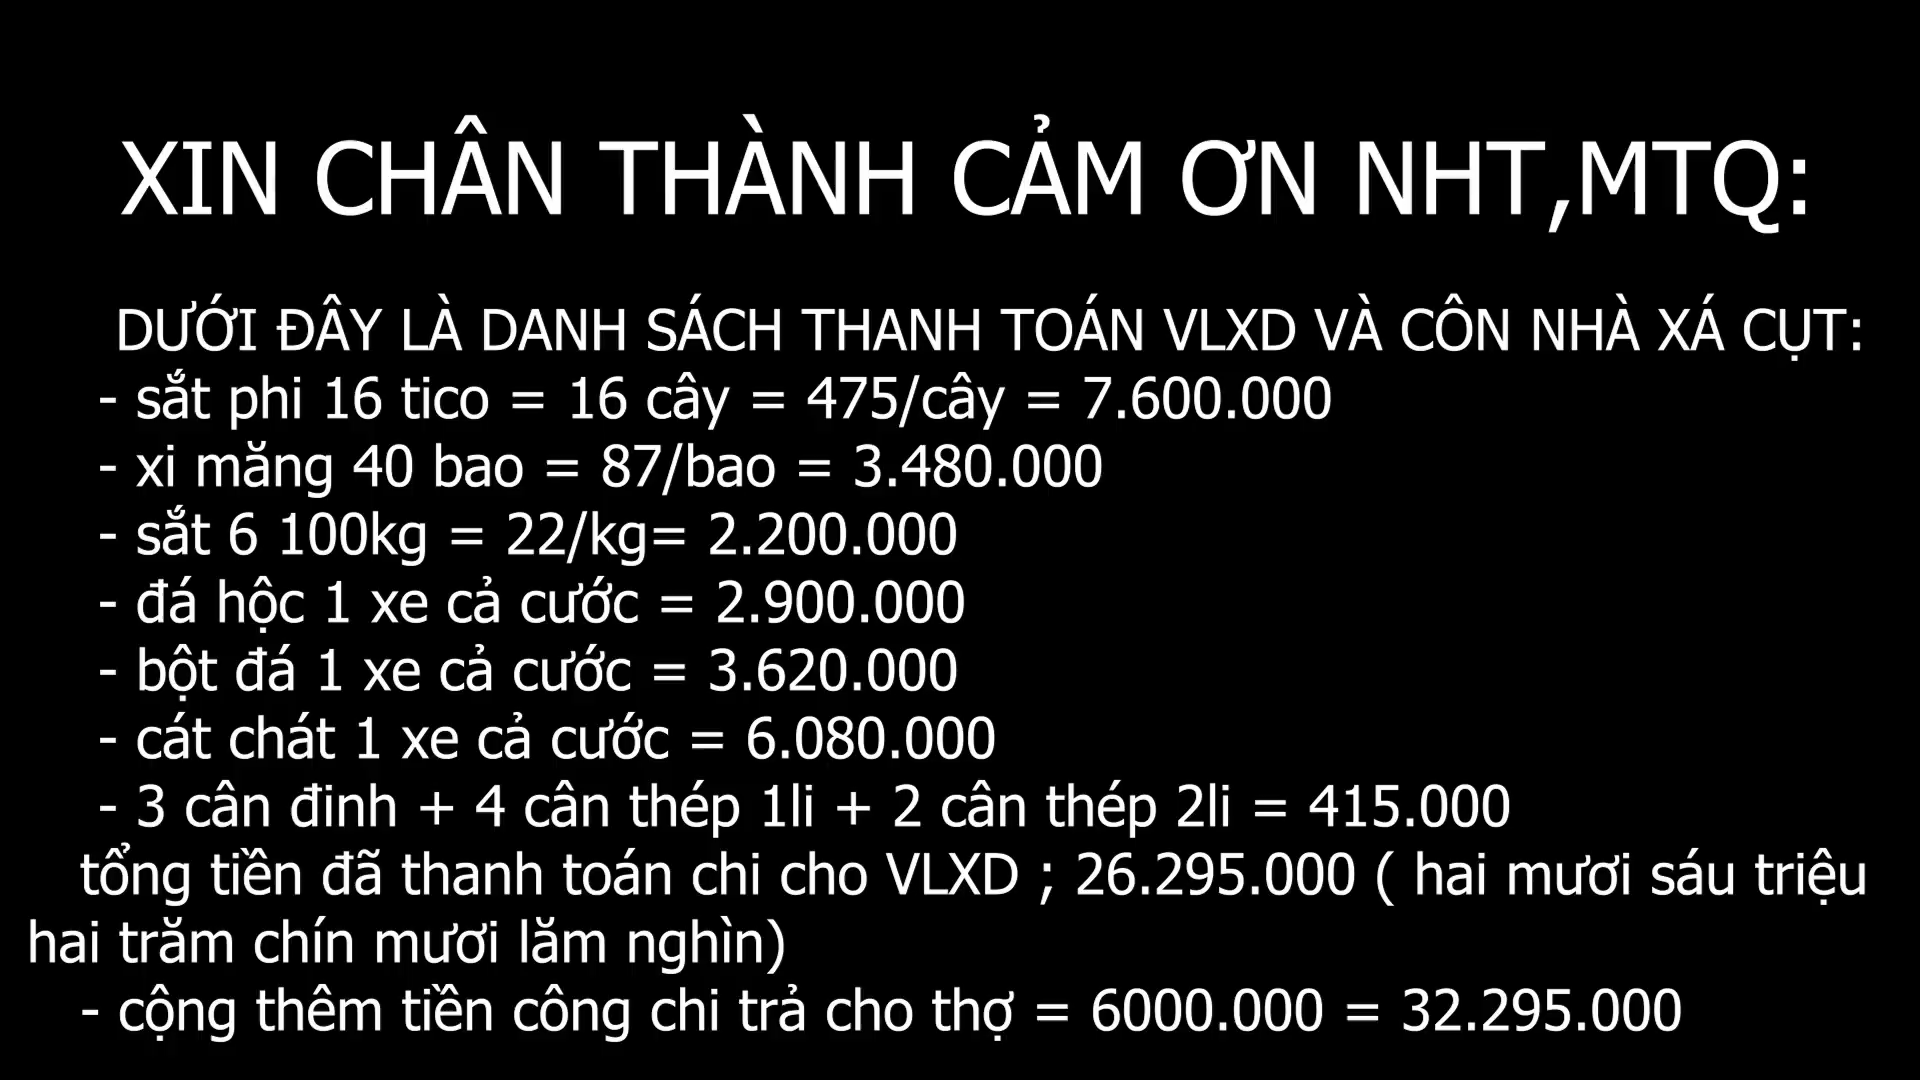 XIN CHÂN THÀNH CẢM ƠN NHT,MTQ:
DƯỚI ĐÂY LÀ DANH SÁCH THANH TOÁN VLXD VÀ CÔN NHÀ XÁ CỤT:
- sắt phi 16 tico = 16 cây = 475/cây = 7.600.000
- xi măng 40 bao = 87/bao = 3.480.000
- sắt 6 100kg = 22/kg= 2.200.000
- đá hộc 1 xe cả cước = 2.900.000
- bột đá 1 xe cả cước = 3.620.000
- cát chát 1 xe cả cước = 6.080.000
- 3 cân đinh + 4 cân thép 1li + 2 cân thép 2li = 415.000
tổng tiền đã thanh toán chi cho VLXD ; 26.295.000 ( hai mươi sáu triệu
hai trăm chín mươi lăm nghìn)
- cộng thêm tiền công chi trả cho thợ = 6000.000 = 32.295.000